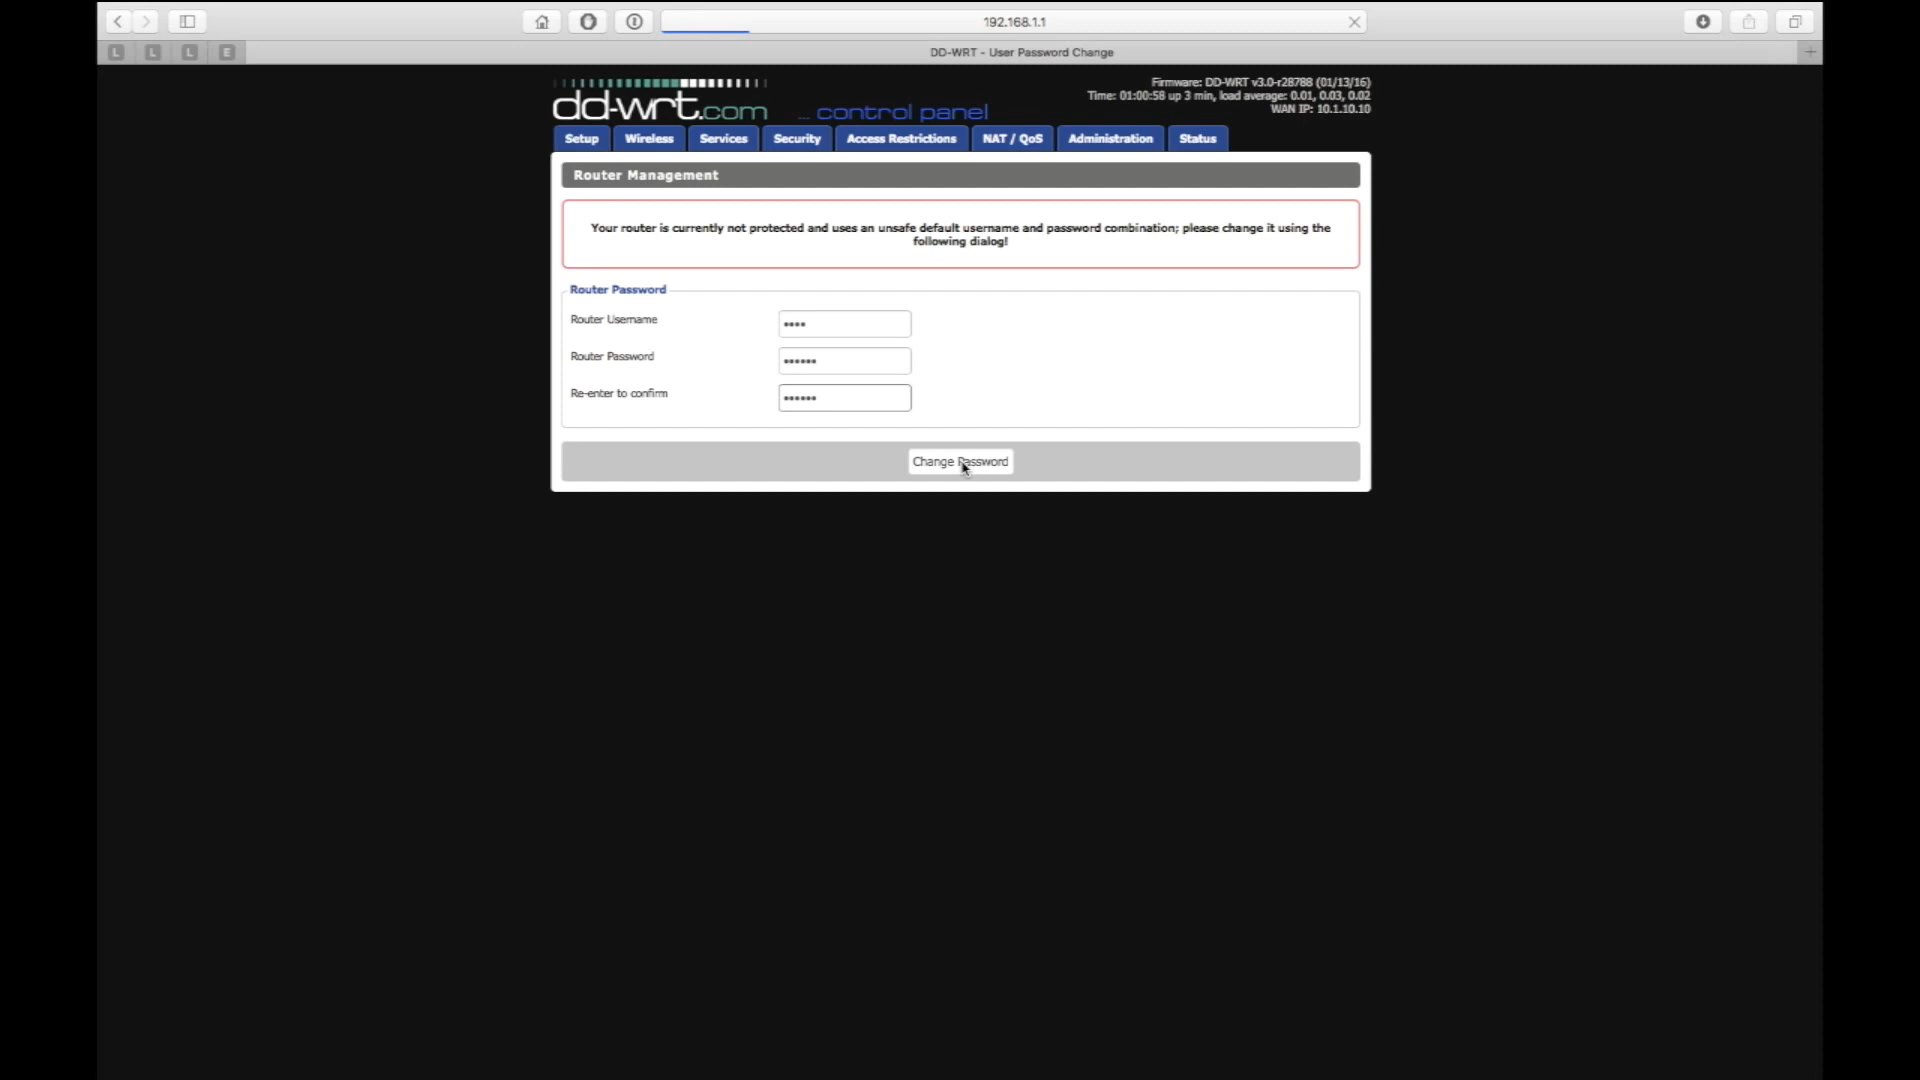 192.168.1.1
L L L E DD-WRT - User Password Change
Firmware: DD-WRT v3.0-r28788 (01/13/16)
Time: 01:00:58 up 3 min, load average: 0.01, 0.03, 0.02
WAN IP: 10.1.10.10
dd-wrt.com ... control panel
Setup Wireless Services Security Access Restrictions NAT / QoS Administration Status
Router Management
Your router is currently not protected and uses an unsafe default username and password combination; please change it using the
following dialog!
Router Password
Router Username ••••
Router Password ••••••
Re-enter to confirm ••••••
Change Password